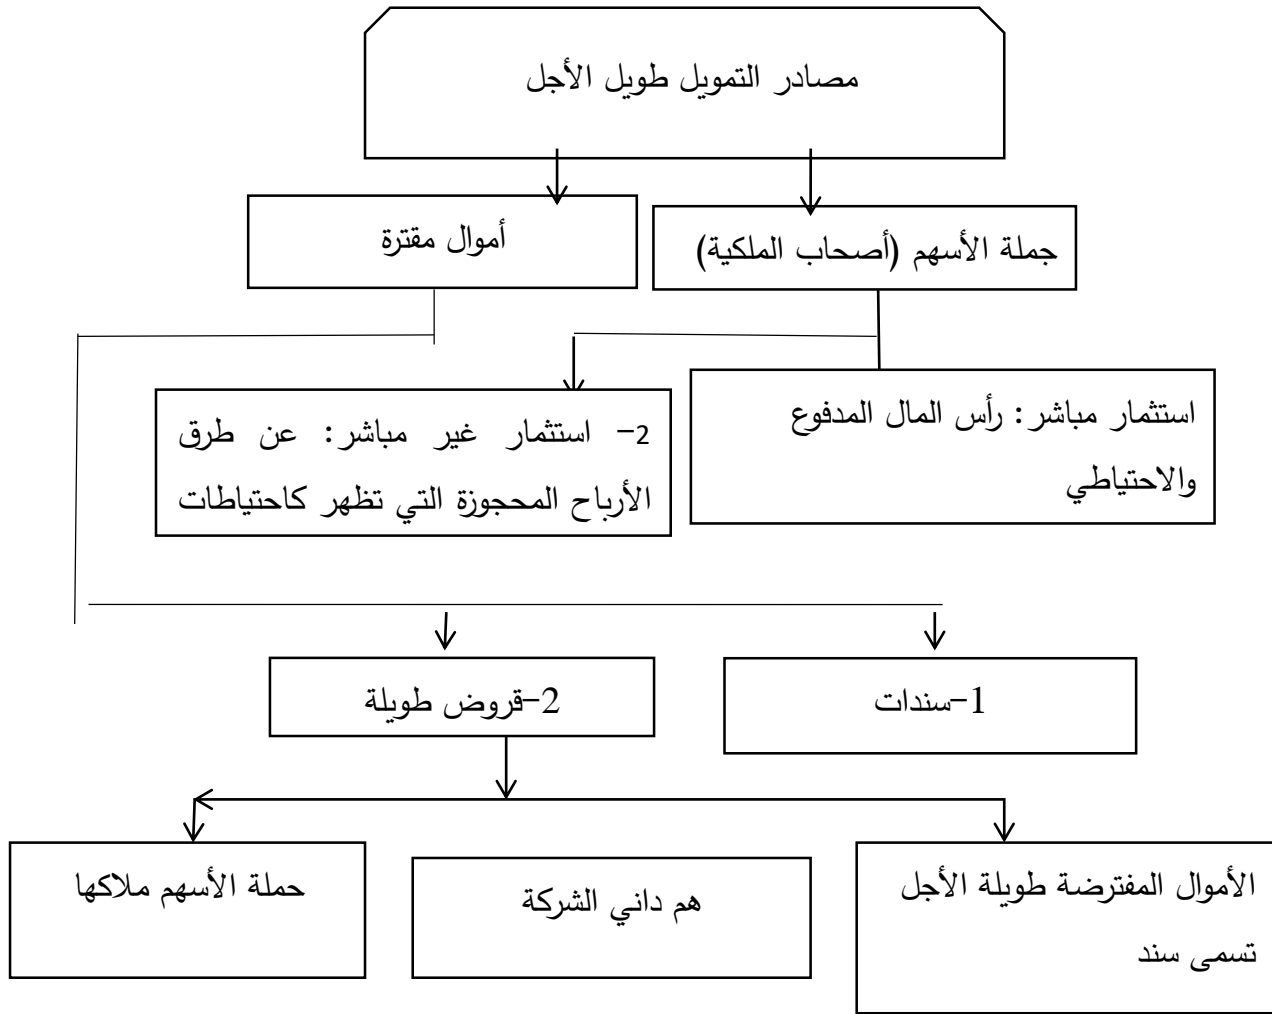 مصادر التمويل طويل الأجل
جملة الأسهم (أصحاب الملكية)
أموال مقترة
استثمار مباشر: رأس المال المدفوع
والاحتياطي
2- استثمار غير مباشر: عن طرق
الأرباح المحجوزة التي تظهر كاحتياطات
1-سندات
2-قروض طويلة
الأموال المفترضة طويلة الأجل
تسمى سند
هم داني الشركة
حملة الأسهم ملاكها